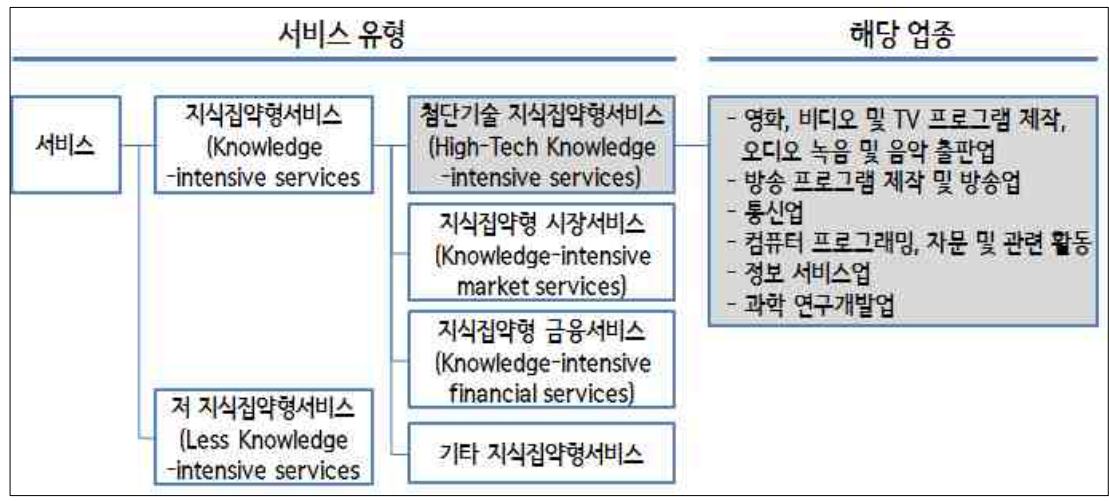 서비스 유형
해당 업종
서비스
지식집약형서비스
(Knowledge
-intensive services
첨단기술 지식집약형서비스
(High-Tech Knowledge
-intensive services)
지식집약형 시장서비스
(Knowledge-intensive
market services)
지식집약형 금융서비스
(Knowledge-intensive
financial services)
기타 지식집약형서비스
저 지식집약형서비스
(Less Knowledge
-intensive services
- 영화, 비디오 및 TV 프로그램 제작,
오디오 녹음 및 음악 출판업
- 방송 프로그램 제작 및 방송업
- 통신업
- 컴퓨터 프로그래밍, 자문 및 관련 활동
- 정보 서비스업
- 과학 연구개발업